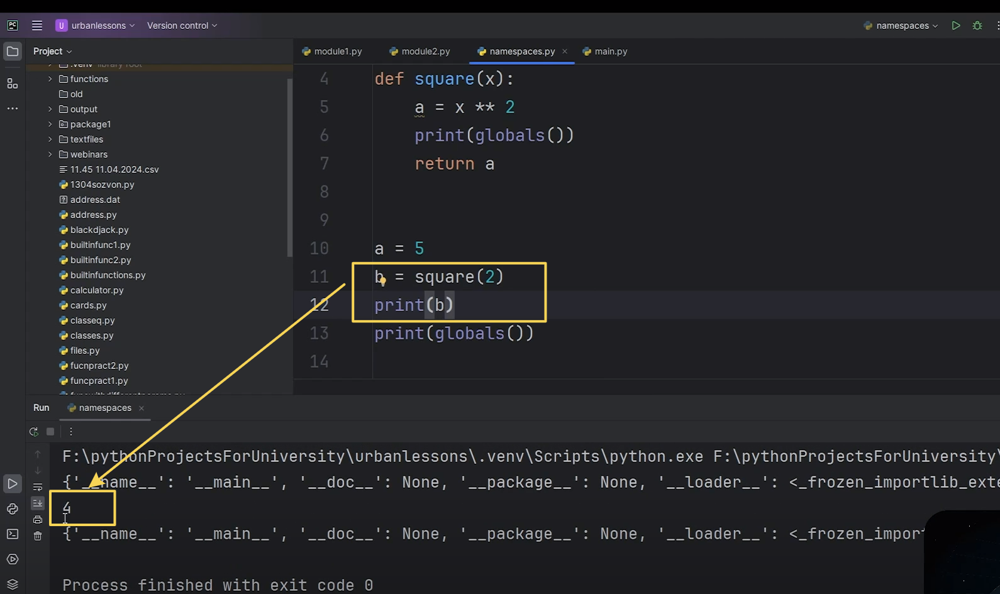 PC U urbanlessons Version control namespaces
Project
module1.py module2.py namespaces.py main.py
.venv library root
functions
old
output
package1
textfiles
webinars
11.45 11.04.2024.csv
1304sozvon.py
address.dat
address.py
blackdjack.py
builtinfunc1.py
builtinfunc2.py
builtinfunctions.py
calculator.py
cards.py
classeq.py
classes.py
files.py
fucnpract2.py
funcpract1.py
4 def square(x):
5 a = x ** 2
6 print(globals())
7 return a
8
9
10 a = 5
11 b = square(2)
12 print(b)
13 print(globals())
14
Run namespaces
F:\pythonProjectsForUniversity\urbanlessons\.venv\Scripts\python.exe F:\pythonProjectsForUniversity\
{'__name__': '__main__', '__doc__': None, '__package__': None, '__loader__': <_frozen_importlib_exte
4
{'__name__': '__main__', '__doc__': None, '__package__': None, '__loader__': <_frozen_import
Process finished with exit code 0